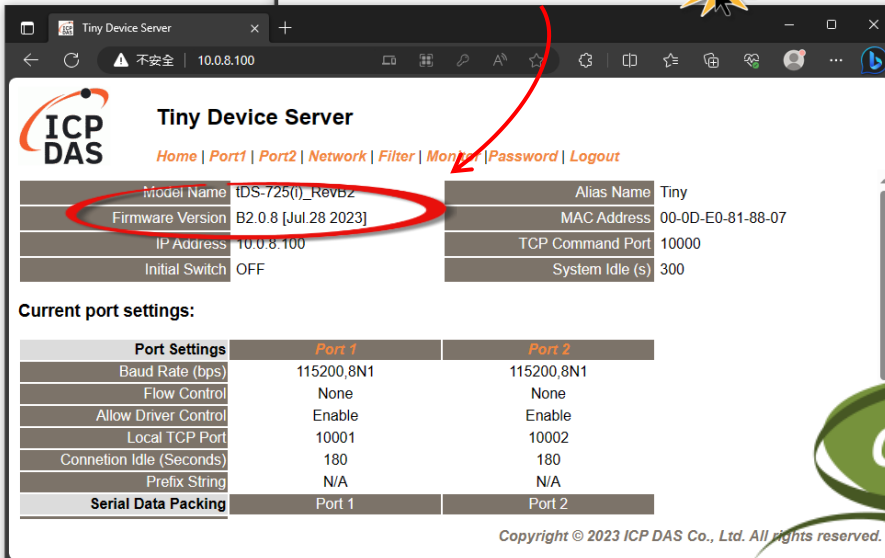 Tiny Device Server
不安全 | 10.0.8.100
ICP
DAS
Tiny Device Server
Home | Port1 | Port2 | Network | Filter | Monitor |Password | Logout
Model Name tDS-725(i)_RevB2 Alias Name Tiny
Firmware Version B2.0.8 [Jul.28 2023] MAC Address 00-0D-E0-81-88-07
IP Address 10.0.8.100 TCP Command Port 10000
Initial Switch OFF System Idle (s) 300
Current port settings:
Port Settings Port 1 Port 2
Baud Rate (bps) 115200,8N1 115200,8N1
Flow Control None None
Allow Driver Control Enable Enable
Local TCP Port 10001 10002
Connetion Idle (Seconds) 180 180
Prefix String N/A N/A
Serial Data Packing Port 1 Port 2
Copyright © 2023 ICP DAS Co., Ltd. All rights reserved.